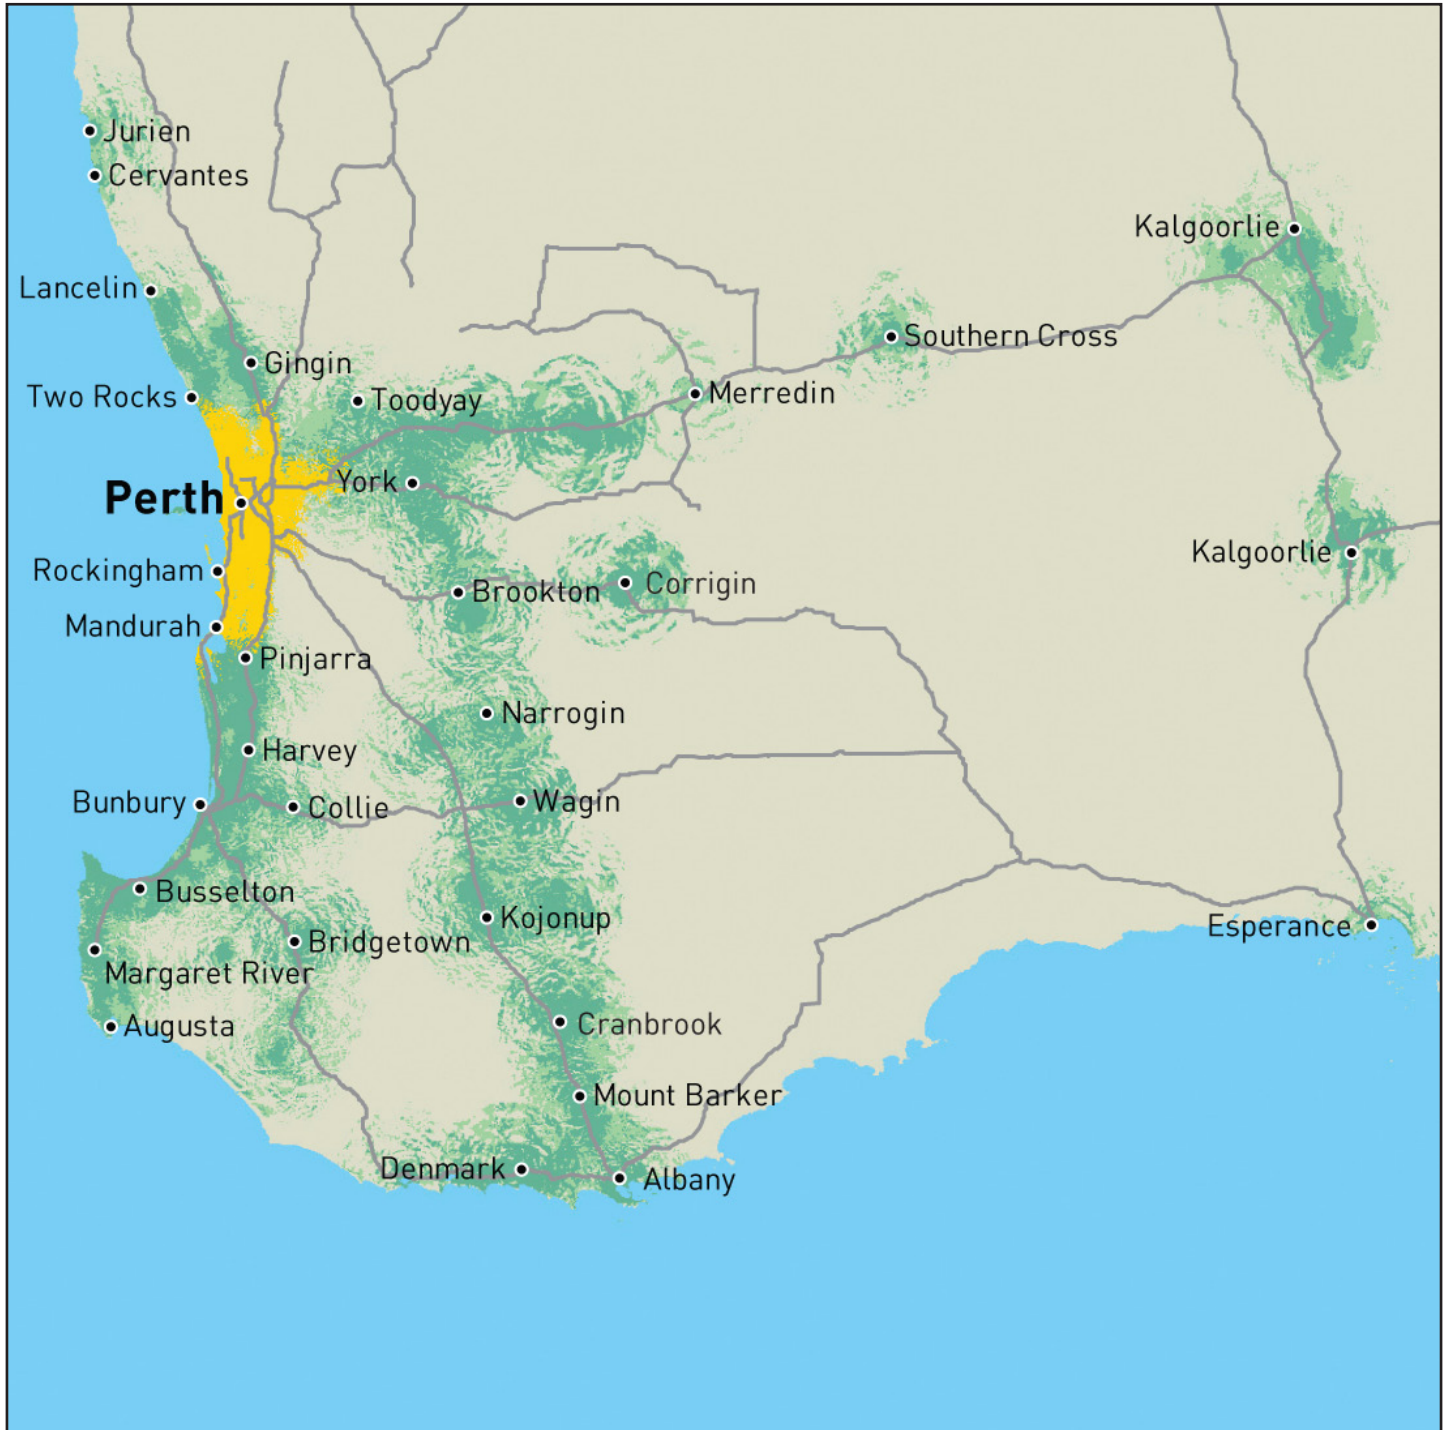 Jurien
Cervantes
Kalgoorlie
Lancelin
Southern Cross
Gingin
Two Rocks
Toodyay
Merredin
York
Perth
Kalgoorlie
Rockingham
Brookton
Corrigin
Mandurah
Pinjarra
Narrogin
Harvey
Bunbury
Collie
Wagin
Busselton
Kojonup
Esperance
Bridgetown
Margaret River
Augusta
Cranbrook
Mount Barker
Denmark
Albany